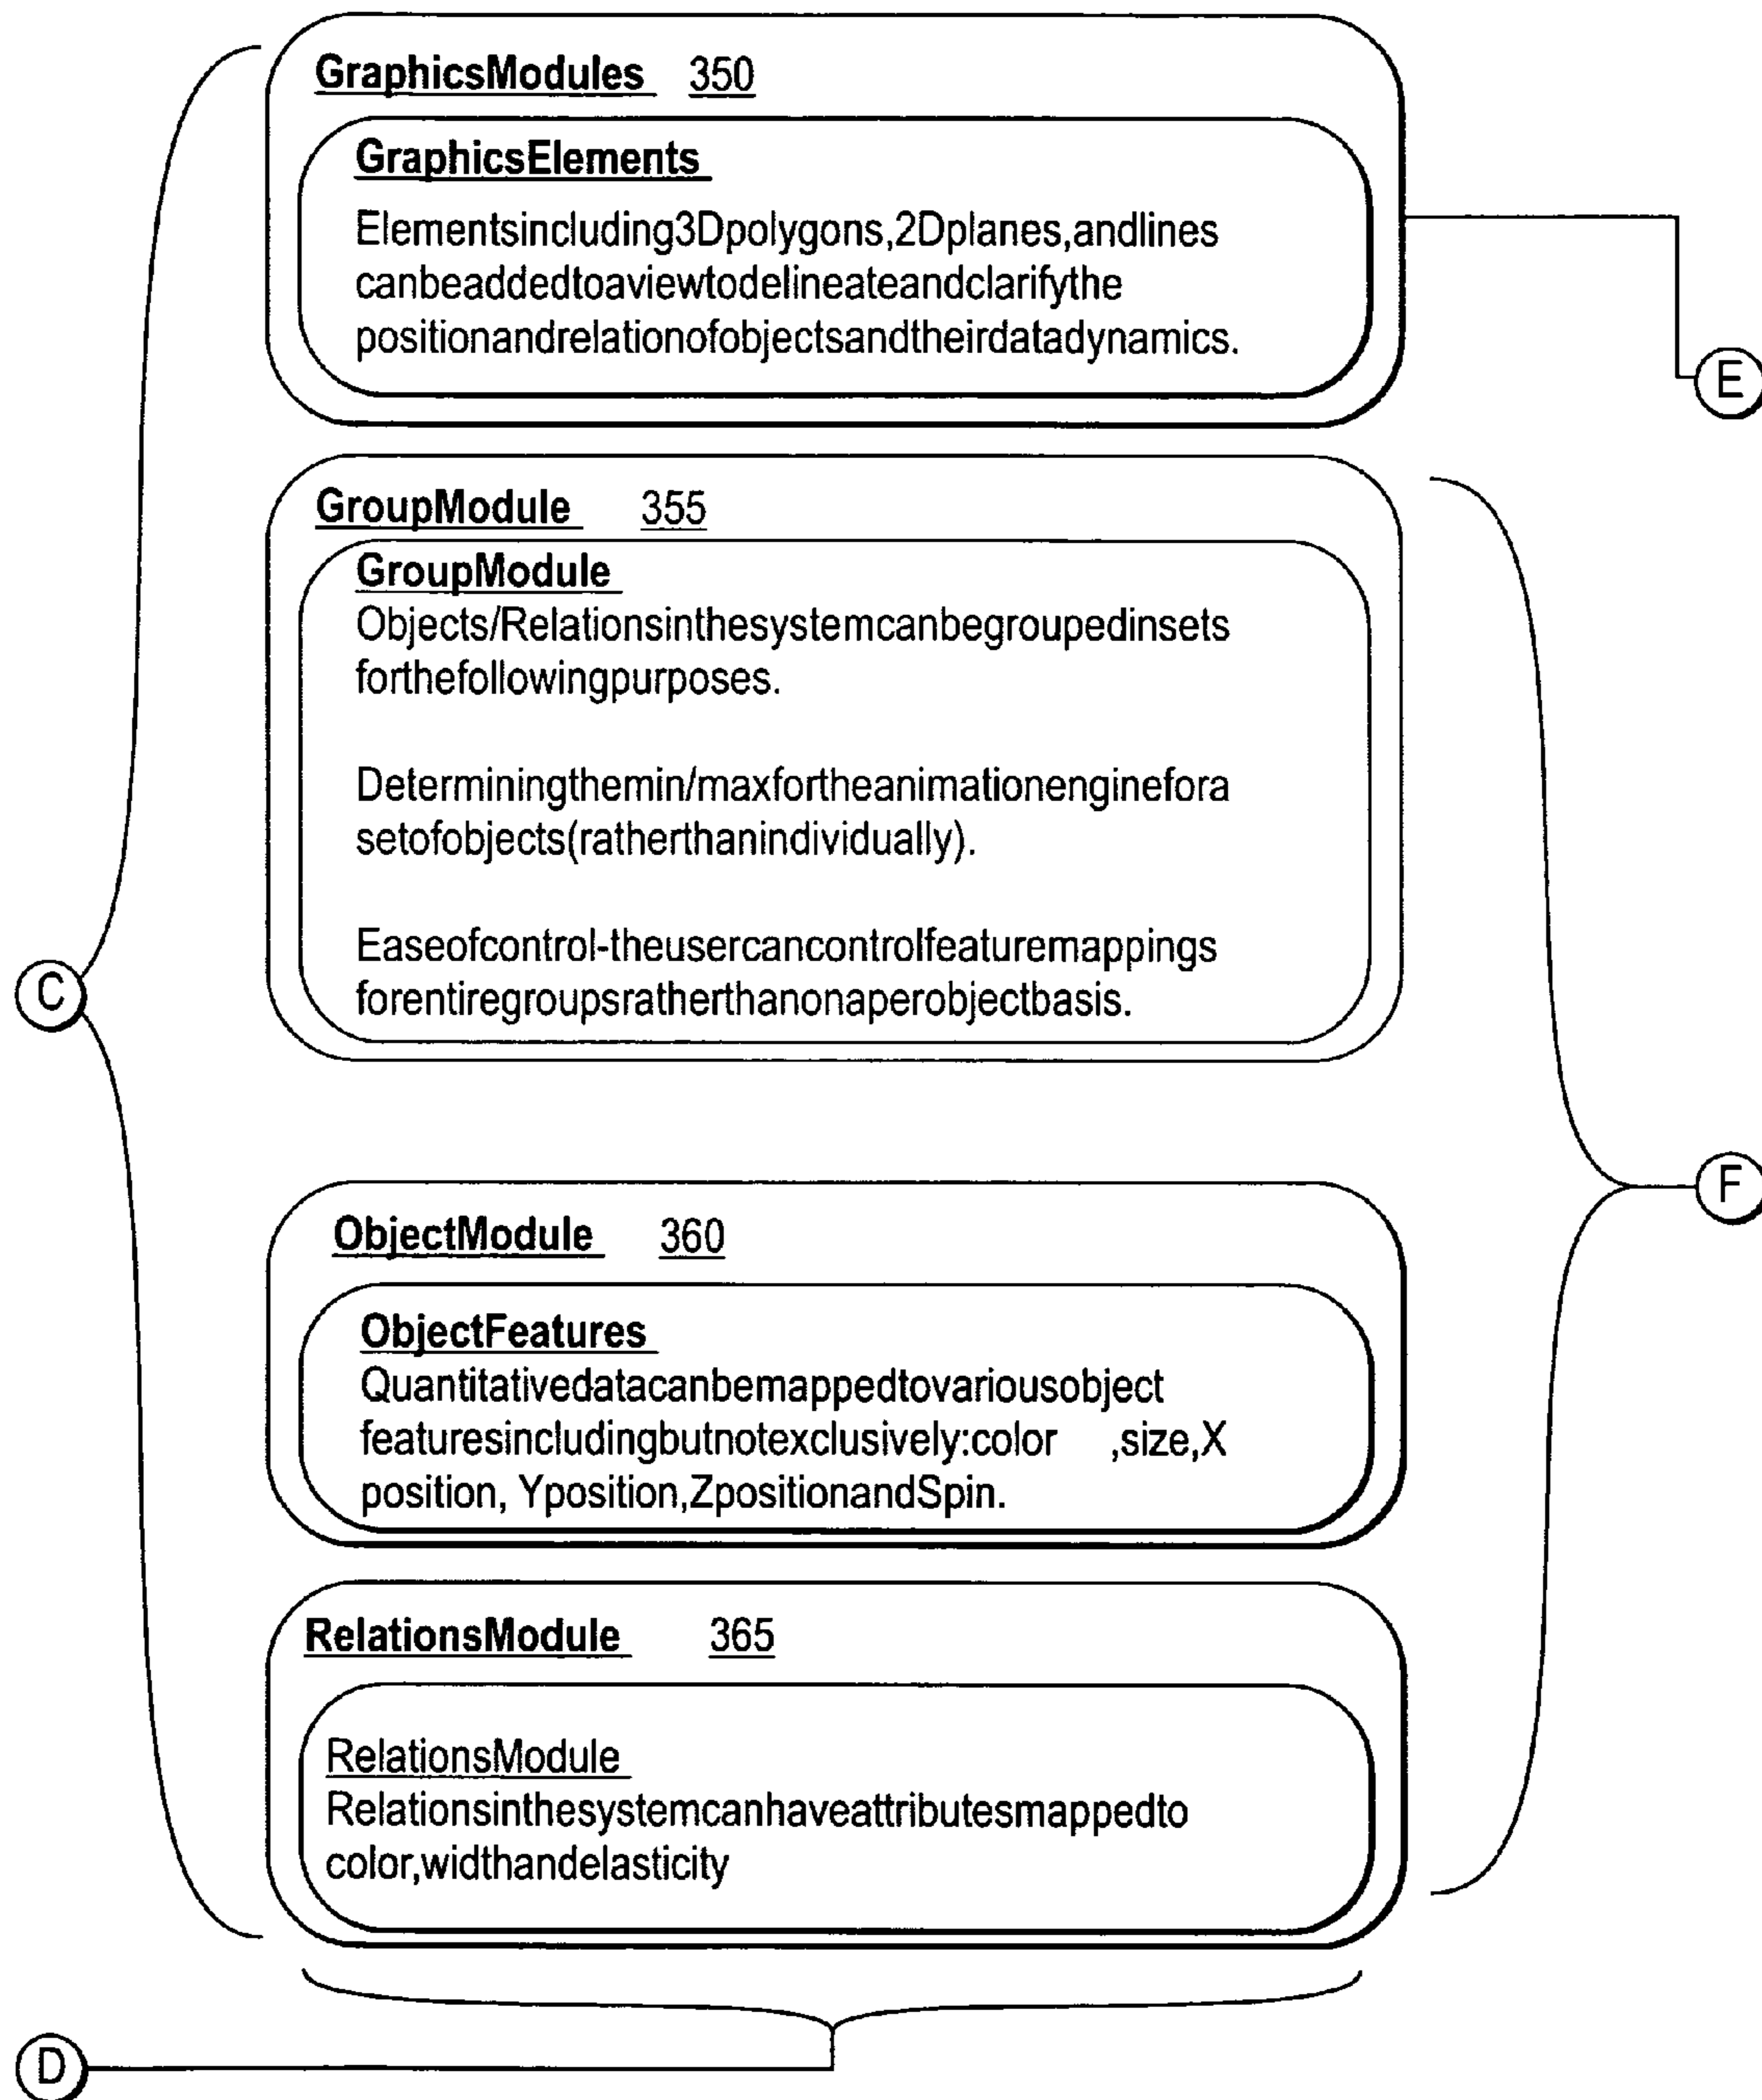 GraphicsModules 350
GraphicsElements
Elementsincluding3Dpolygons,2Dplanes,andlines
canbeaddedtoaviewtodelineateandclarifythe
positionandrelationofobjectsandtheirdatadynamics.
E
GroupModule 355
GroupModule
Objects/Relationsinthesystemcanbegroupedinsets
forthefollowingpurposes.
Determiningthemin/maxfortheanimationenginefora
setofobjects(ratherthanindividually).
Easeofcontrol-theusercancontrolfeaturemappings
forentiregroupsratherthanonaperobjectbasis.
C
F
ObjectModule 360
ObjectFeatures
Quantitativedatacanbemappedtovariousobject
featuresincludingbutnotexclusively:color ,size,X
position, Yposition,ZpositionandSpin.
RelationsModule 365
RelationsModule
Relationsinthesystemcanhaveattributesmappedto
color,widthandelasticity
D